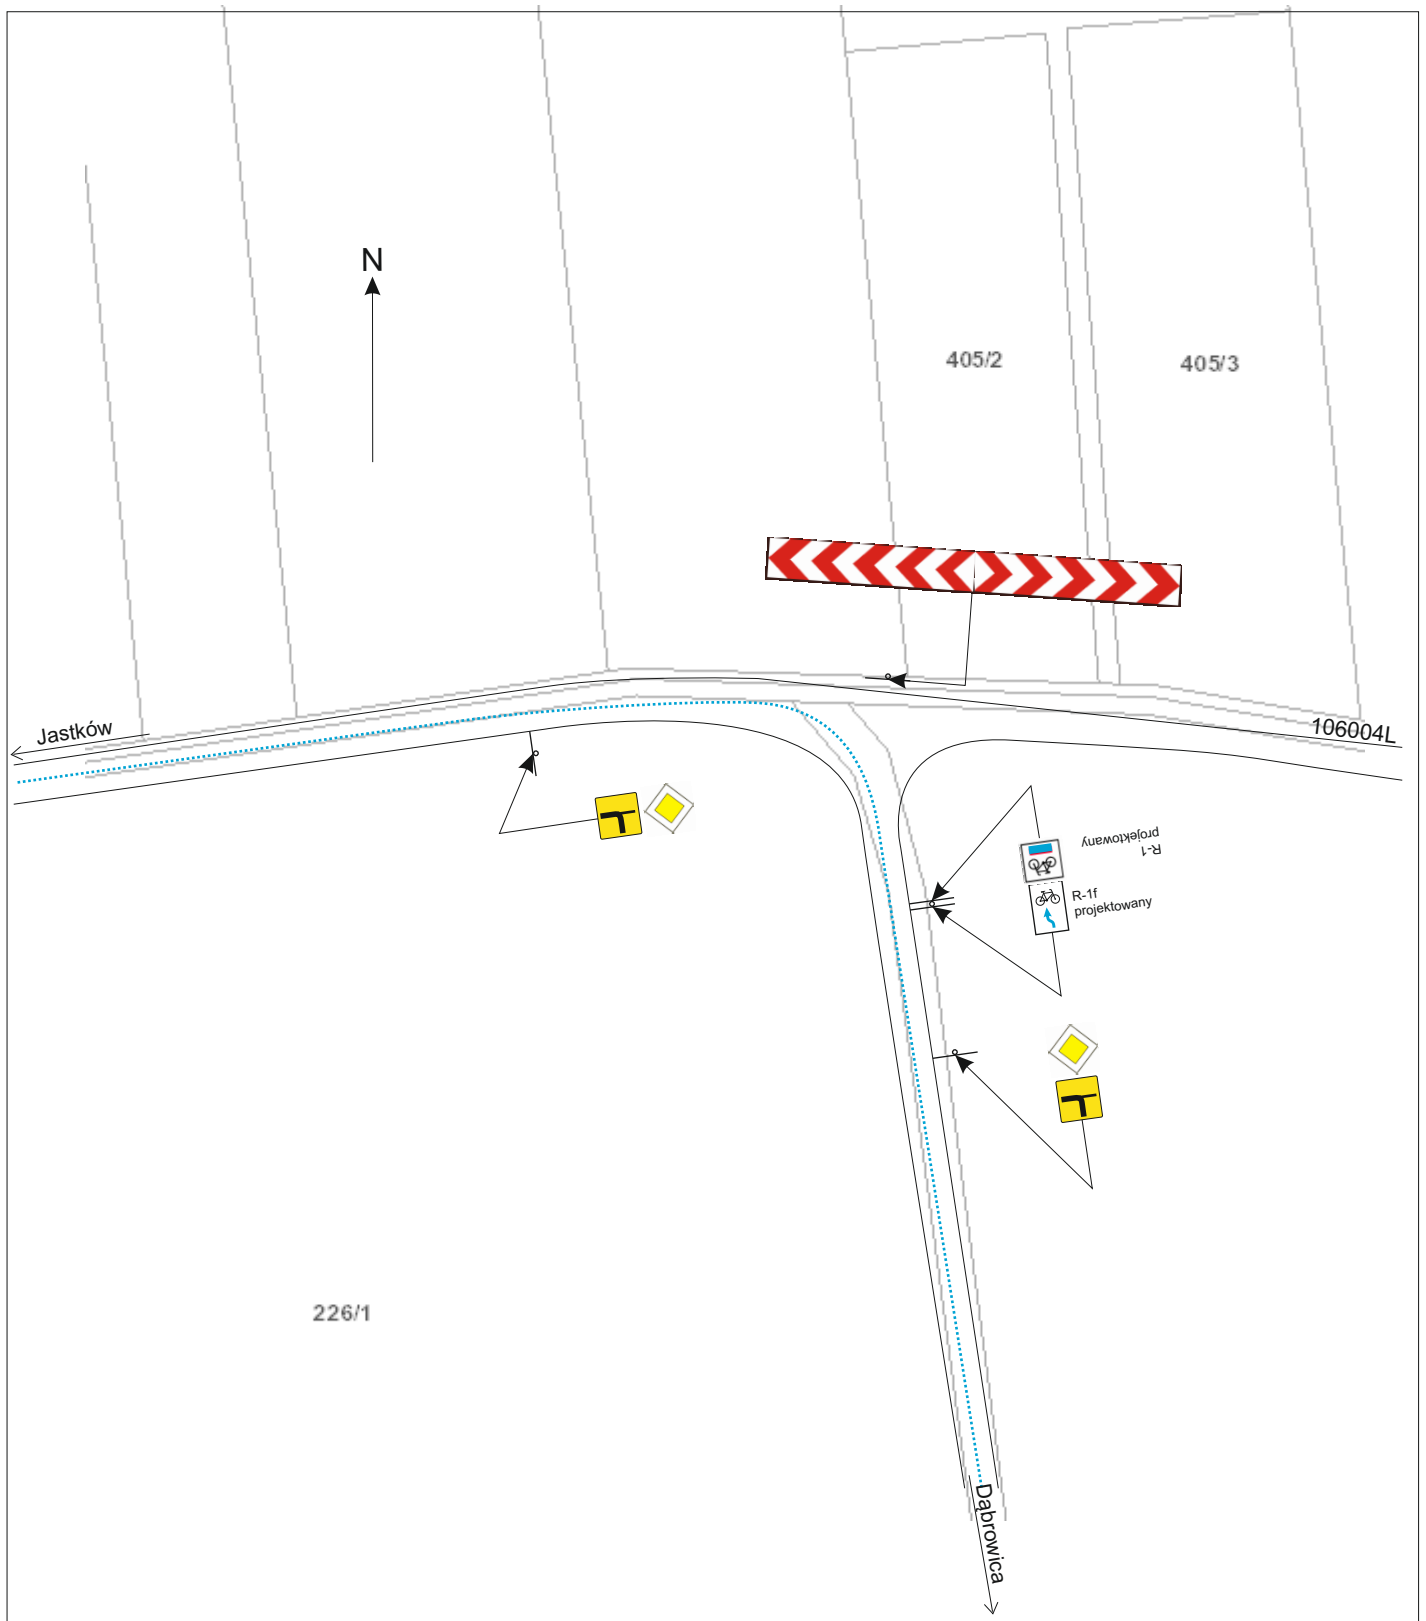 N
405/2
405/3
Jastków
106004L
R-1
projektowany
R-1f
projektowany
226/1
Dąbrowica